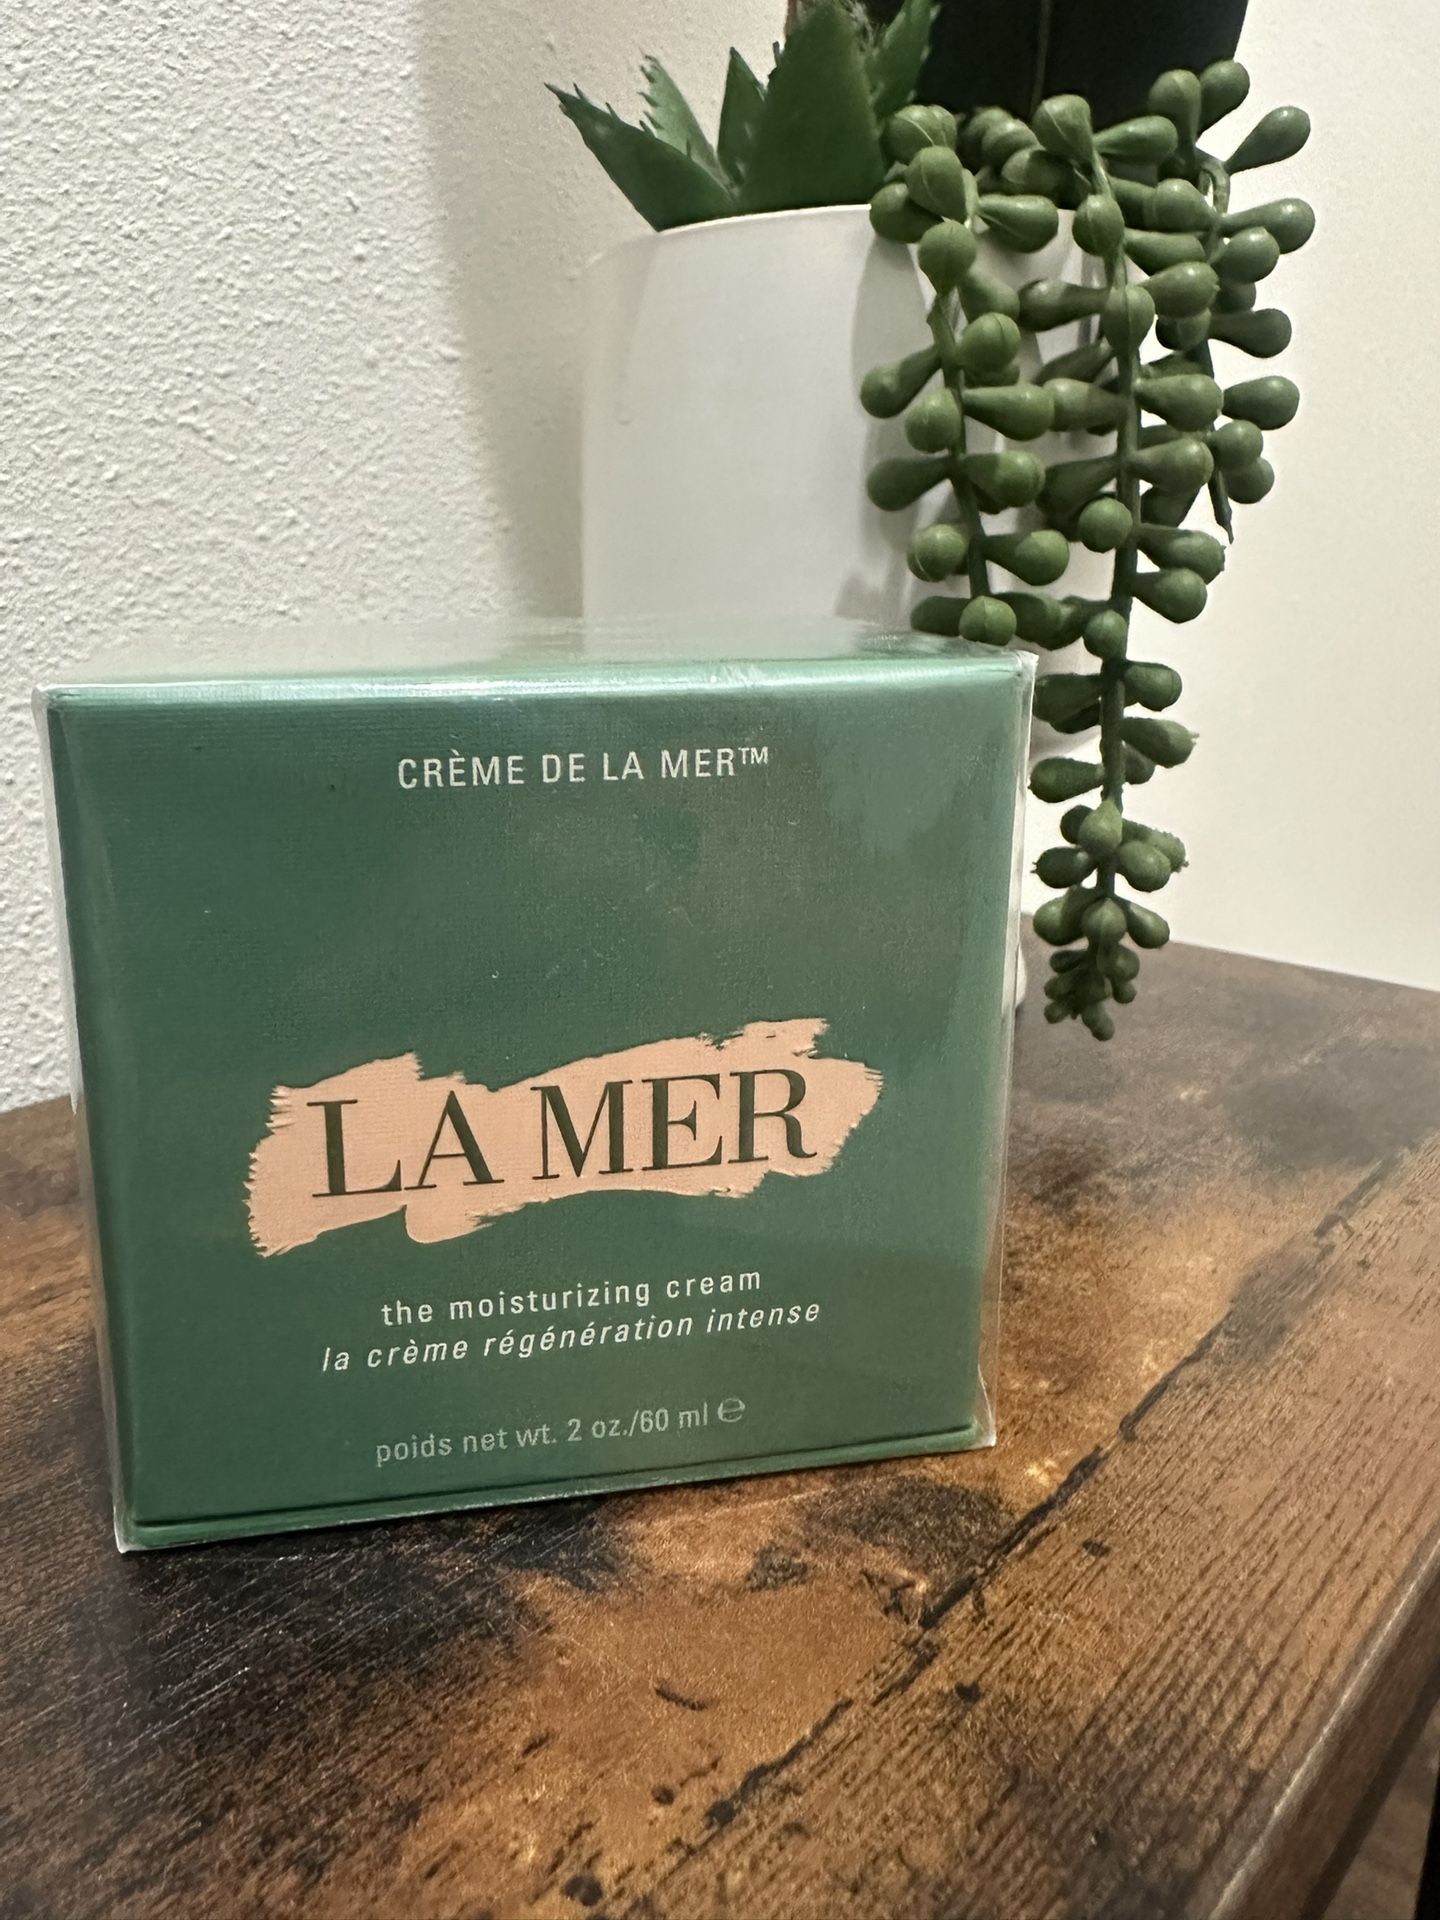 CRÈME DE LA MER™
LA MER
the moisturizing cream
la crème régénération intense
poids net wt. 2 oz./60 ml ℮